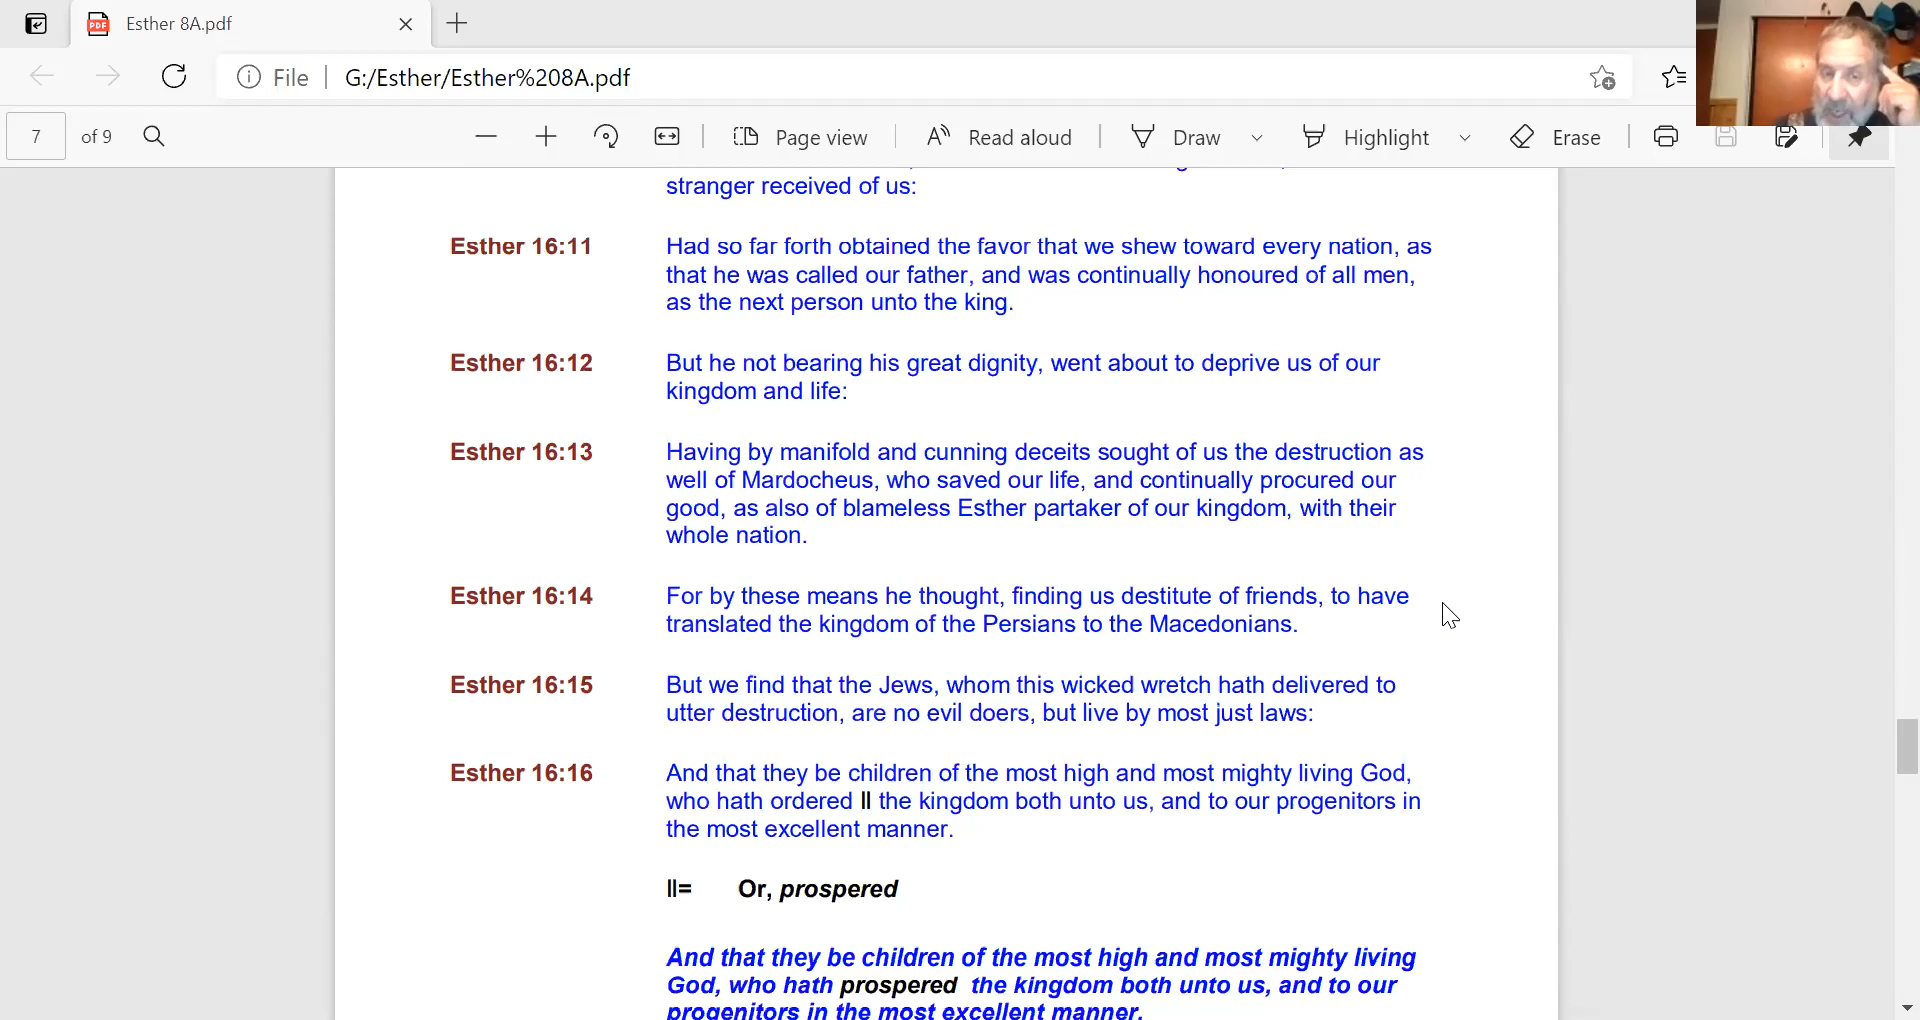 Esther 8A.pdf
File G:/Esther/Esther%208A.pdf
7 of 9 Page view Read aloud Draw Highlight Erase
stranger received of us:
Esther 16:11 Had so far forth obtained the favor that we shew toward every nation, as
that he was called our father, and was continually honoured of all men,
as the next person unto the king.
Esther 16:12 But he not bearing his great dignity, went about to deprive us of our
kingdom and life:
Esther 16:13 Having by manifold and cunning deceits sought of us the destruction as
well of Mardocheus, who saved our life, and continually procured our
good, as also of blameless Esther partaker of our kingdom, with their
whole nation.
Esther 16:14 For by these means he thought, finding us destitute of friends, to have
translated the kingdom of the Persians to the Macedonians.
Esther 16:15 But we find that the Jews, whom this wicked wretch hath delivered to
utter destruction, are no evil doers, but live by most just laws:
Esther 16:16 And that they be children of the most high and most mighty living God,
who hath ordered || the kingdom both unto us, and to our progenitors in
the most excellent manner.
||= Or, prospered
And that they be children of the most high and most mighty living
God, who hath prospered the kingdom both unto us, and to our
progenitors in the most excellent manner.